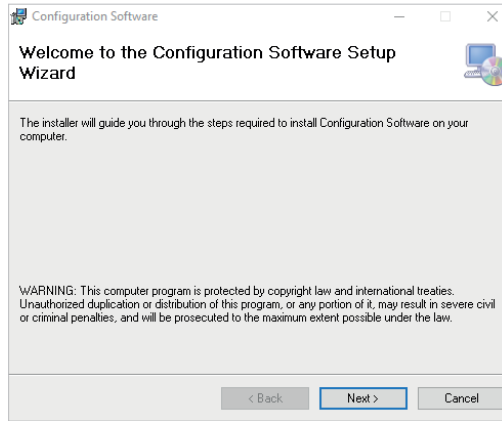 Configuration Software
Welcome to the Configuration Software Setup
Wizard
The installer will guide you through the steps required to install Configuration Software on your
computer.
WARNING: This computer program is protected by copyright law and international treaties.
Unauthorized duplication or distribution of this program, or any portion of it, may result in severe civil
or criminal penalties, and will be prosecuted to the maximum extent possible under the law.
< Back
Next >
Cancel